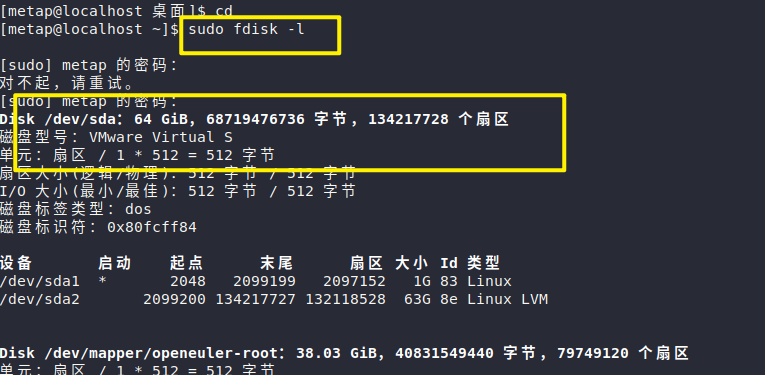 [metap@localhost 桌面]$ cd
[metap@localhost ~]$ sudo fdisk -l
[sudo] metap 的密码：
对不起，请重试。
[sudo] metap 的密码：
Disk /dev/sda：64 GiB，68719476736 字节，134217728 个扇区
磁盘型号：VMware Virtual S
单元：扇区 / 1 * 512 = 512 字节
扇区大小(逻辑/物理)：512 字节 / 512 字节
I/O 大小(最小/最佳)：512 字节 / 512 字节
磁盘标签类型：dos
磁盘标识符：0x80fcff84
设备 启动 起点 末尾 扇区 大小 Id 类型
/dev/sda1 * 2048 2099199 2097152 1G 83 Linux
/dev/sda2 2099200 134217727 132118528 63G 8e Linux LVM
Disk /dev/mapper/openeuler-root：38.03 GiB，40831549440 字节，79749120 个扇区
单元：扇区 / 1 * 512 = 512 字节